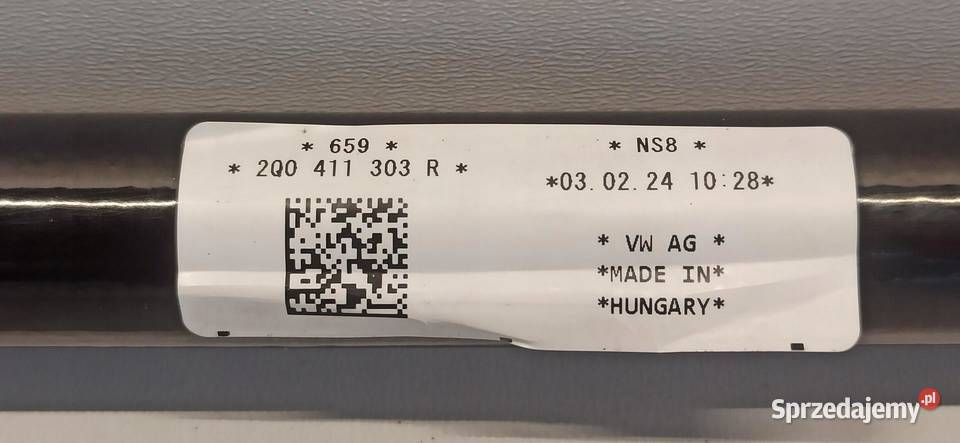 * 659 *
* 2Q0 411 303 R *
* NS8 *
*03.02.24 10:28*
* VW AG *
*MADE IN*
*HUNGARY*
Sprzedajemy.pl